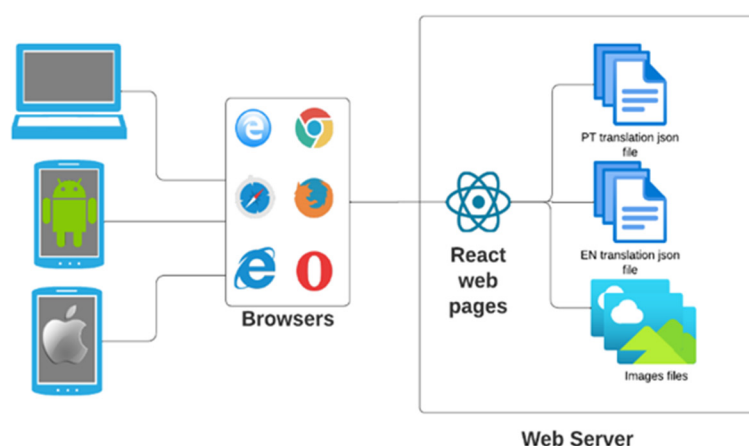 PT translation json
file
EN translation json
file
React
web
pages
Browsers
Images files
Web Server